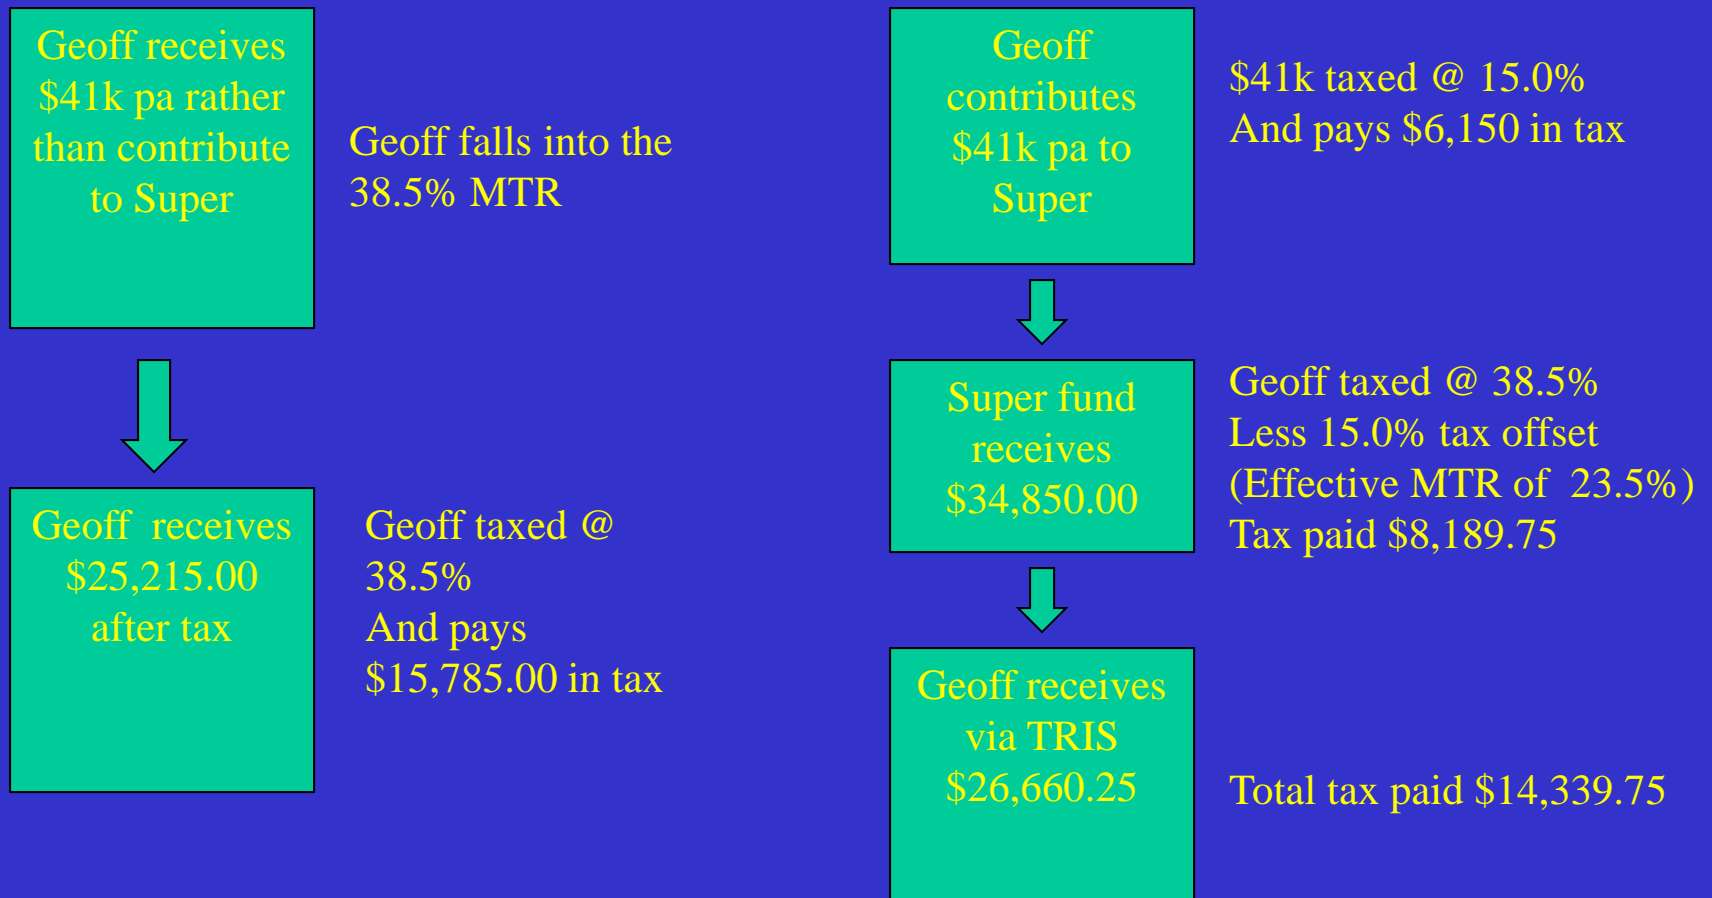 Geoff receives
$41k pa rather
than contribute
to Super
Geoff falls into the
38.5% MTR
Geoff receives
$25,215.00
after tax
Geoff taxed @
38.5%
And pays
$15,785.00 in tax
Geoff
contributes
$41k pa to
Super
$41k taxed @ 15.0%
And pays $6,150 in tax
Super fund
receives
$34,850.00
Geoff taxed @ 38.5%
Less 15.0% tax offset
(Effective MTR of 23.5%)
Tax paid $8,189.75
Geoff receives
via TRIS
$26,660.25
Total tax paid $14,339.75